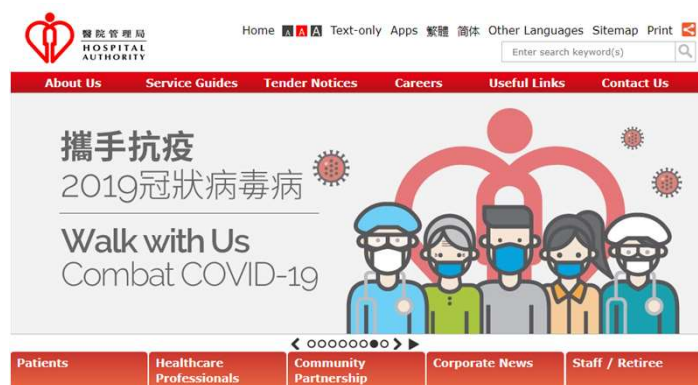 醫院管理局
HOSPITAL
AUTHORITY
Home A A A Text-only Apps 繁體 简体 Other Languages Sitemap Print
Enter search keyword(s)
About Us Service Guides Tender Notices Careers Useful Links Contact Us
攜手抗疫
2019冠狀病毒病
Walk with Us
Combat COVID-19
Patients Healthcare Professionals Community Partnership Corporate News Staff / Retiree